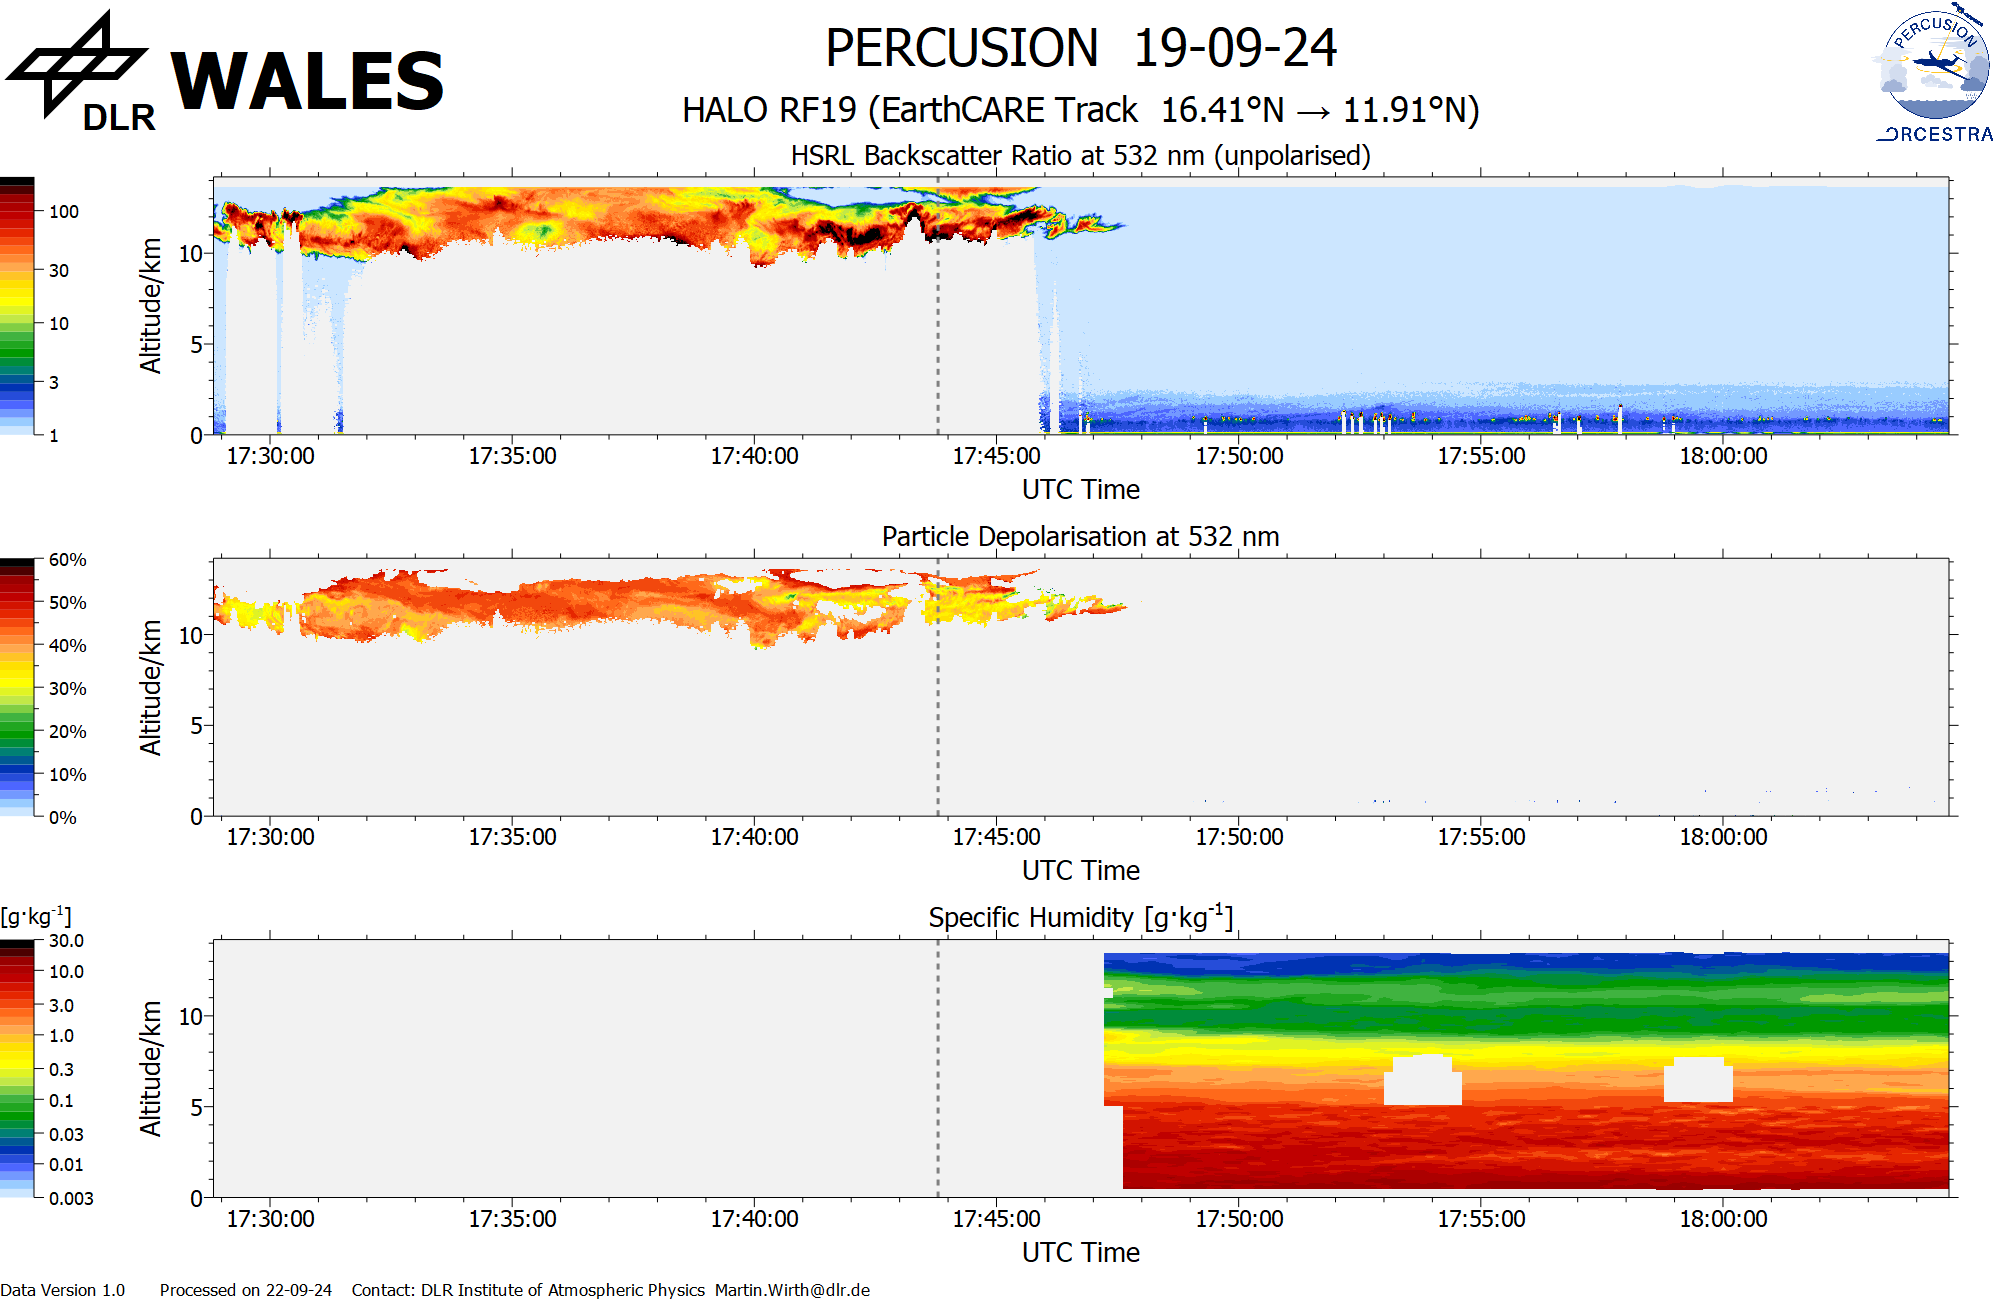 DLR
WALES
PERCUSION 19-09-24
HALO RF19 (EarthCARE Track 16.41°N → 11.91°N)
PERCUSION
ORCESTRA
HSRL Backscatter Ratio at 532 nm (unpolarised)
100
30
10
3
1
Altitude/km
10
5
0
17:30:00 17:35:00 17:40:00 17:45:00 17:50:00 17:55:00 18:00:00
UTC Time
Particle Depolarisation at 532 nm
60%
50%
40%
30%
20%
10%
0%
Altitude/km
10
5
0
17:30:00 17:35:00 17:40:00 17:45:00 17:50:00 17:55:00 18:00:00
UTC Time
[g·kg⁻¹]
Specific Humidity [g·kg⁻¹]
30.0
10.0
3.0
1.0
0.3
0.1
0.03
0.01
0.003
Altitude/km
10
5
0
17:30:00 17:35:00 17:40:00 17:45:00 17:50:00 17:55:00 18:00:00
UTC Time
Data Version 1.0 Processed on 22-09-24 Contact: DLR Institute of Atmospheric Physics Martin.Wirth@dlr.de